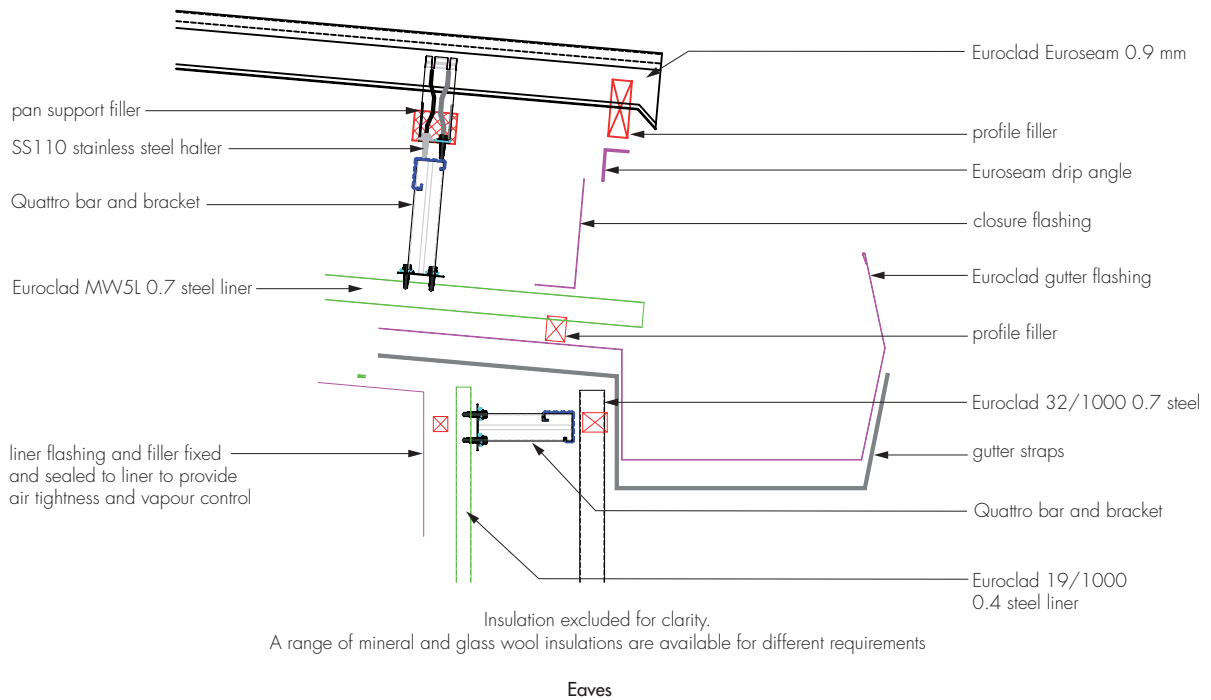 pan support filler
SS110 stainless steel halter
Quattro bar and bracket
Euroclad MW5L 0.7 steel liner
liner flashing and filler fixed
and sealed to liner to provide
air tightness and vapour control
Euroclad Euroseam 0.9 mm
profile filler
Euroseam drip angle
closure flashing
Euroclad gutter flashing
profile filler
Euroclad 32/1000 0.7 steel
gutter straps
Quattro bar and bracket
Euroclad 19/1000
0.4 steel liner
Insulation excluded for clarity.
A range of mineral and glass wool insulations are available for different requirements
Eaves